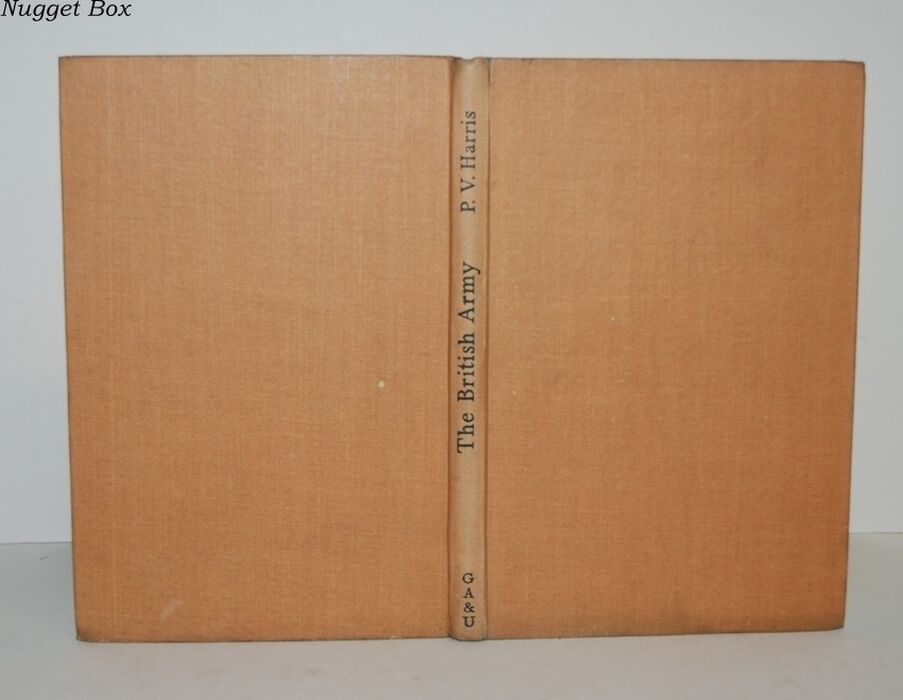 Nugget Box
The British Army P. V. Harris
G
A&
U